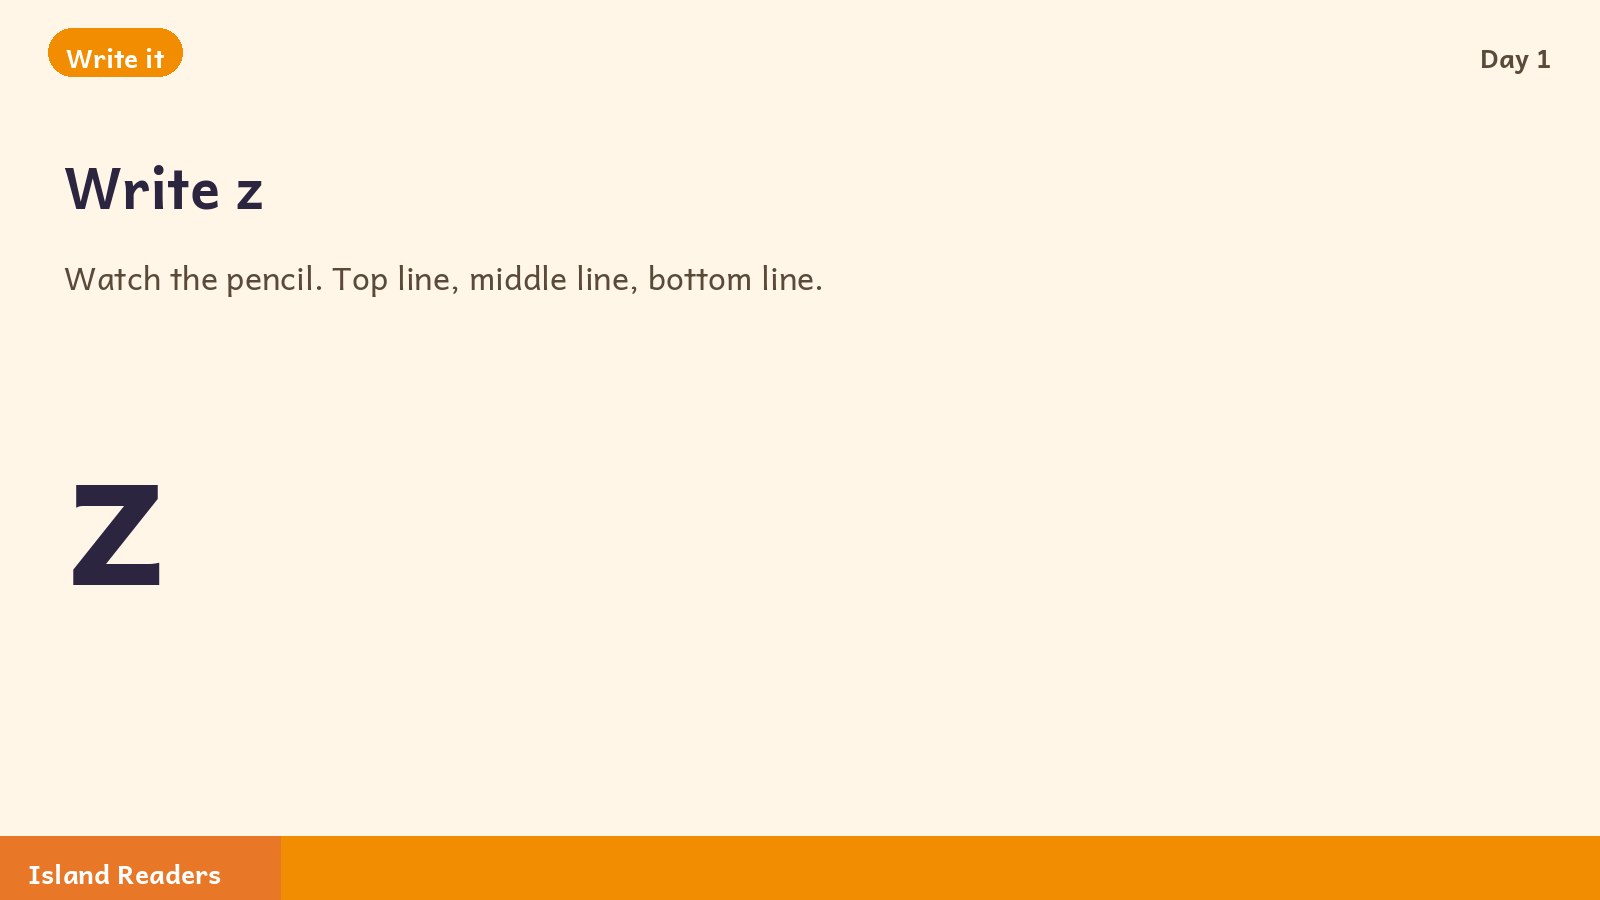 Write it
Day 1
Write z
Watch the pencil. Top line, middle line, bottom line.
z
Island Readers